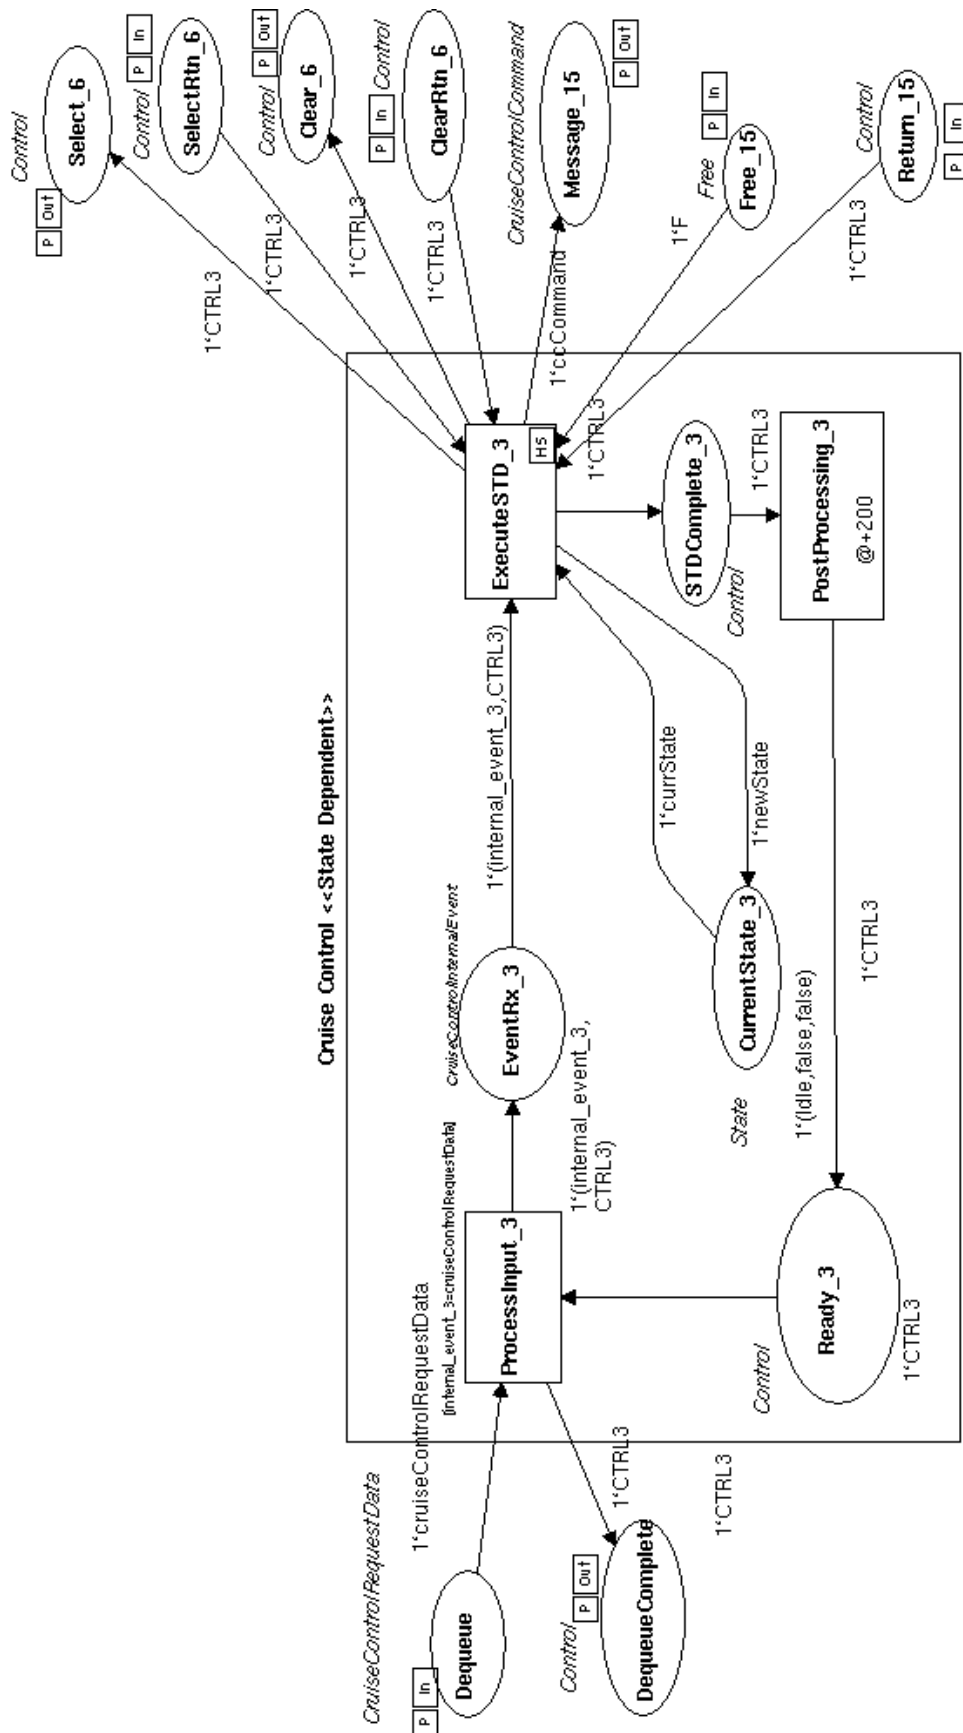 Cruise Control <<State Dependent>>
CruiseControlRequestData
P In
Dequeue
1`cruiseControlRequestData
Control
P Out
DequeueComplete
1`CTRL3
1`CTRL3
[internal_event_3=cruiseControlRequestData]
ProcessInput_3
1`(internal_event_3,
CTRL3)
Control
Ready_3
1`CTRL3
CruiseControlInternalEvent
EventRx_3
1`(internal_event_3,CTRL3)
State
CurrentState_3
1`(Idle,false,false)
1`currState
1`newState
1`CTRL3
ExecuteSTD_3
HS
1`CTRL3
STDComplete_3
Control
1`CTRL3
PostProcessing_3
@+200
Control
Select_6
P Out
1`CTRL3
Control
P In
SelectRtn_6
1`CTRL3
Control
P Out
Clear_6
1`CTRL3
P In
Control
ClearRtn_6
1`CTRL3
CruiseControlCommand
Message_15
P Out
1`ccCommand
Free
P In
Free_15
1`F
Control
Return_15
P In
1`CTRL3